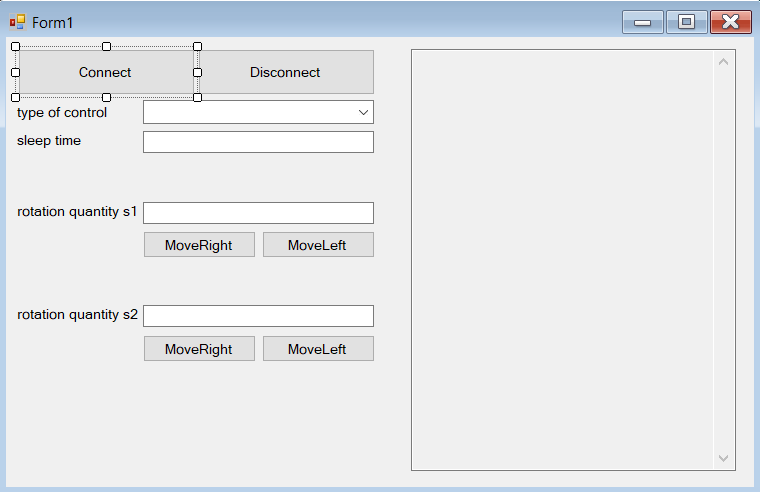 Form1
Connect
Disconnect
type of control
sleep time
rotation quantity s1
MoveRight
MoveLeft
rotation quantity s2
MoveRight
MoveLeft